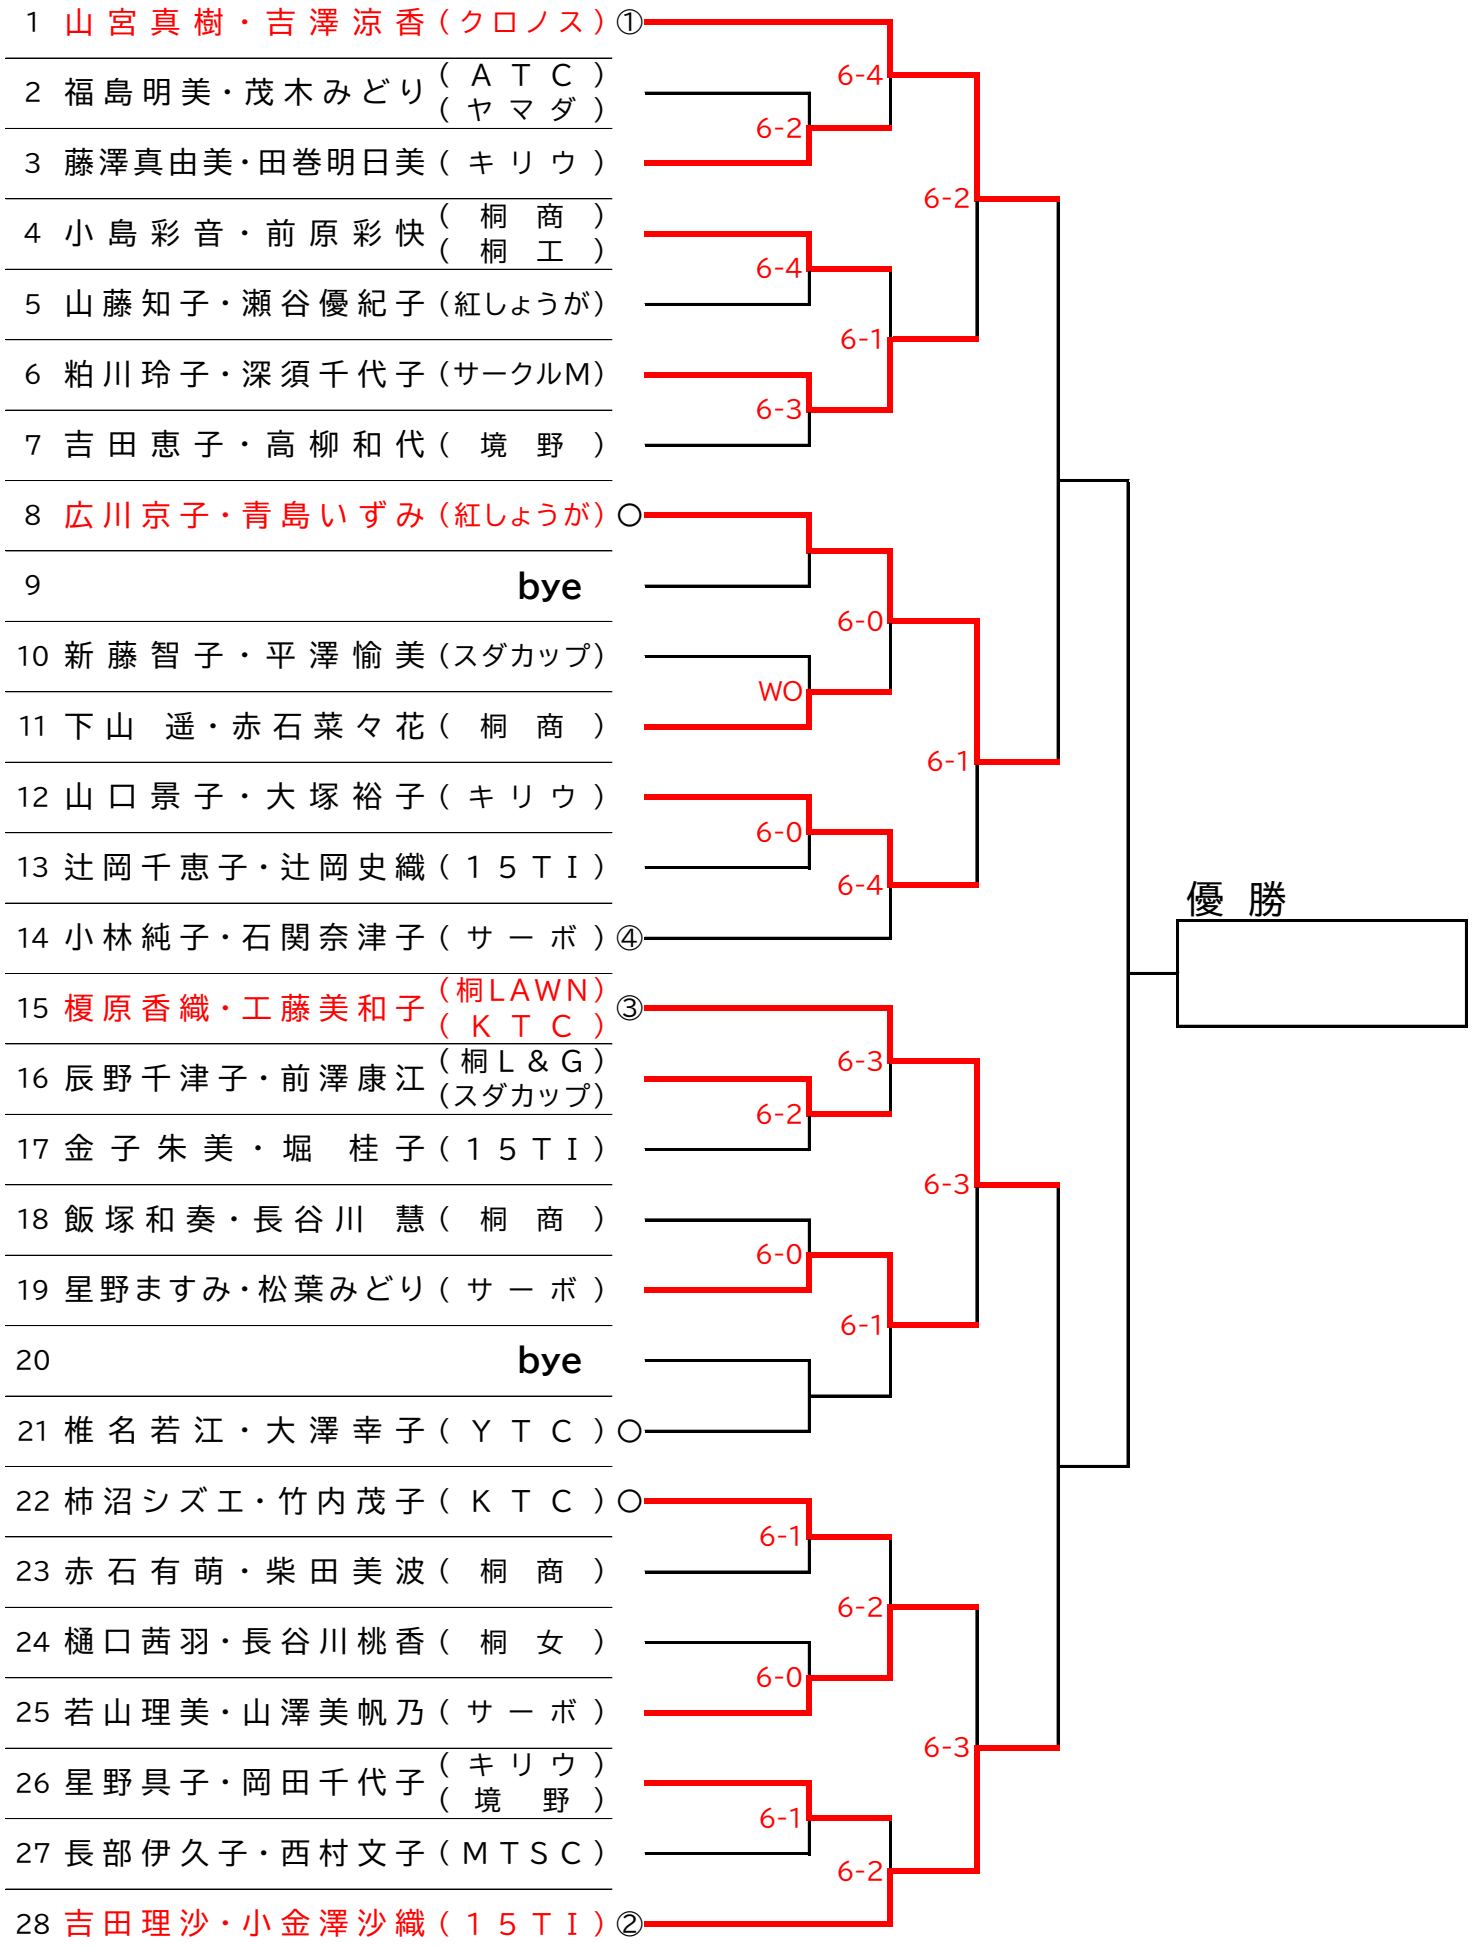 1 山宮真樹・吉澤涼香(クロノス)①
6-4
2 福島明美・茂木みどり(ATC)
(ヤマダ)
6-2
3 藤澤真由美・田巻明日美(キリウ)
6-2
4 小島彩音・前原彩快(桐商)
(桐工)
6-4
5 山藤知子・瀬谷優紀子(紅しょうが)
6-1
6 粕川玲子・深須千代子(サークルM)
6-3
7 吉田恵子・高柳和代(境野)
8 広川京子・青島いずみ(紅しょうが)○
9 bye
6-0
10 新藤智子・平澤愉美(スダカップ)
WO
11 下山 遥・赤石菜々花(桐商)
6-1
12 山口景子・大塚裕子(キリウ)
6-0
13 辻岡千恵子・辻岡史織(15TI)
6-4
優勝
14 小林純子・石関奈津子(サーボ)④
15 榎原香織・工藤美和子(桐LAWN)
(KTC)③
6-3
16 辰野千津子・前澤康江(桐L&G)
(スダカップ)
6-2
17 金子朱美・堀 桂子(15TI)
6-3
18 飯塚和奏・長谷川 慧(桐商)
6-0
19 星野ますみ・松葉みどり(サーボ)
6-1
20 bye
21 椎名若江・大澤幸子(YTC)○
22 柿沼シズエ・竹内茂子(KTC)○
6-1
23 赤石有萌・柴田美波(桐商)
6-2
24 樋口茜羽・長谷川桃香(桐女)
6-0
25 若山理美・山澤美帆乃(サーボ)
6-3
26 星野具子・岡田千代子(キリウ)
(境野)
6-1
27 長部伊久子・西村文子(MTSC)
6-2
28 吉田理沙・小金澤沙織(15TI)②